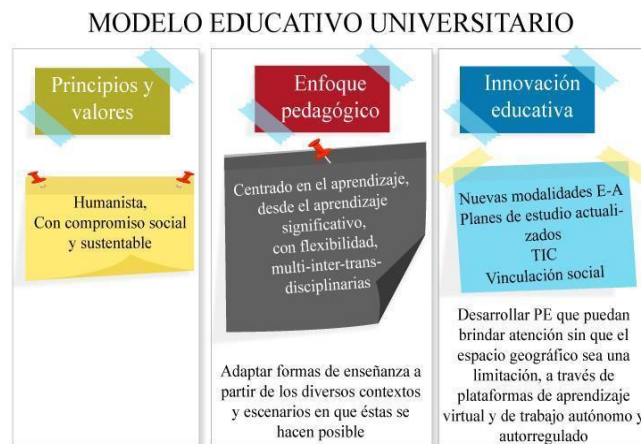 MODELO EDUCATIVO UNIVERSITARIO
Principios y
valores
Humanista,
Con compromiso social
y sustentable
Enfoque
pedagógico
Centrado en el aprendizaje,
desde el aprendizaje
significativo,
con flexibilidad,
multi-inter-trans-
disciplinarias
Adaptar formas de enseñanza a
partir de los diversos contextos
y escenarios en que éstas se
hacen posible
Innovación
educativa
Nuevas modalidades E-A
Planes de estudio actuali-
zados
TIC
Vinculación social
Desarrollar PE que puedan
brindar atención sin que el
espacio geográfico sea una
limitación, a través de
plataformas de aprendizaje
virtual y de trabajo autónomo y
autorregulado